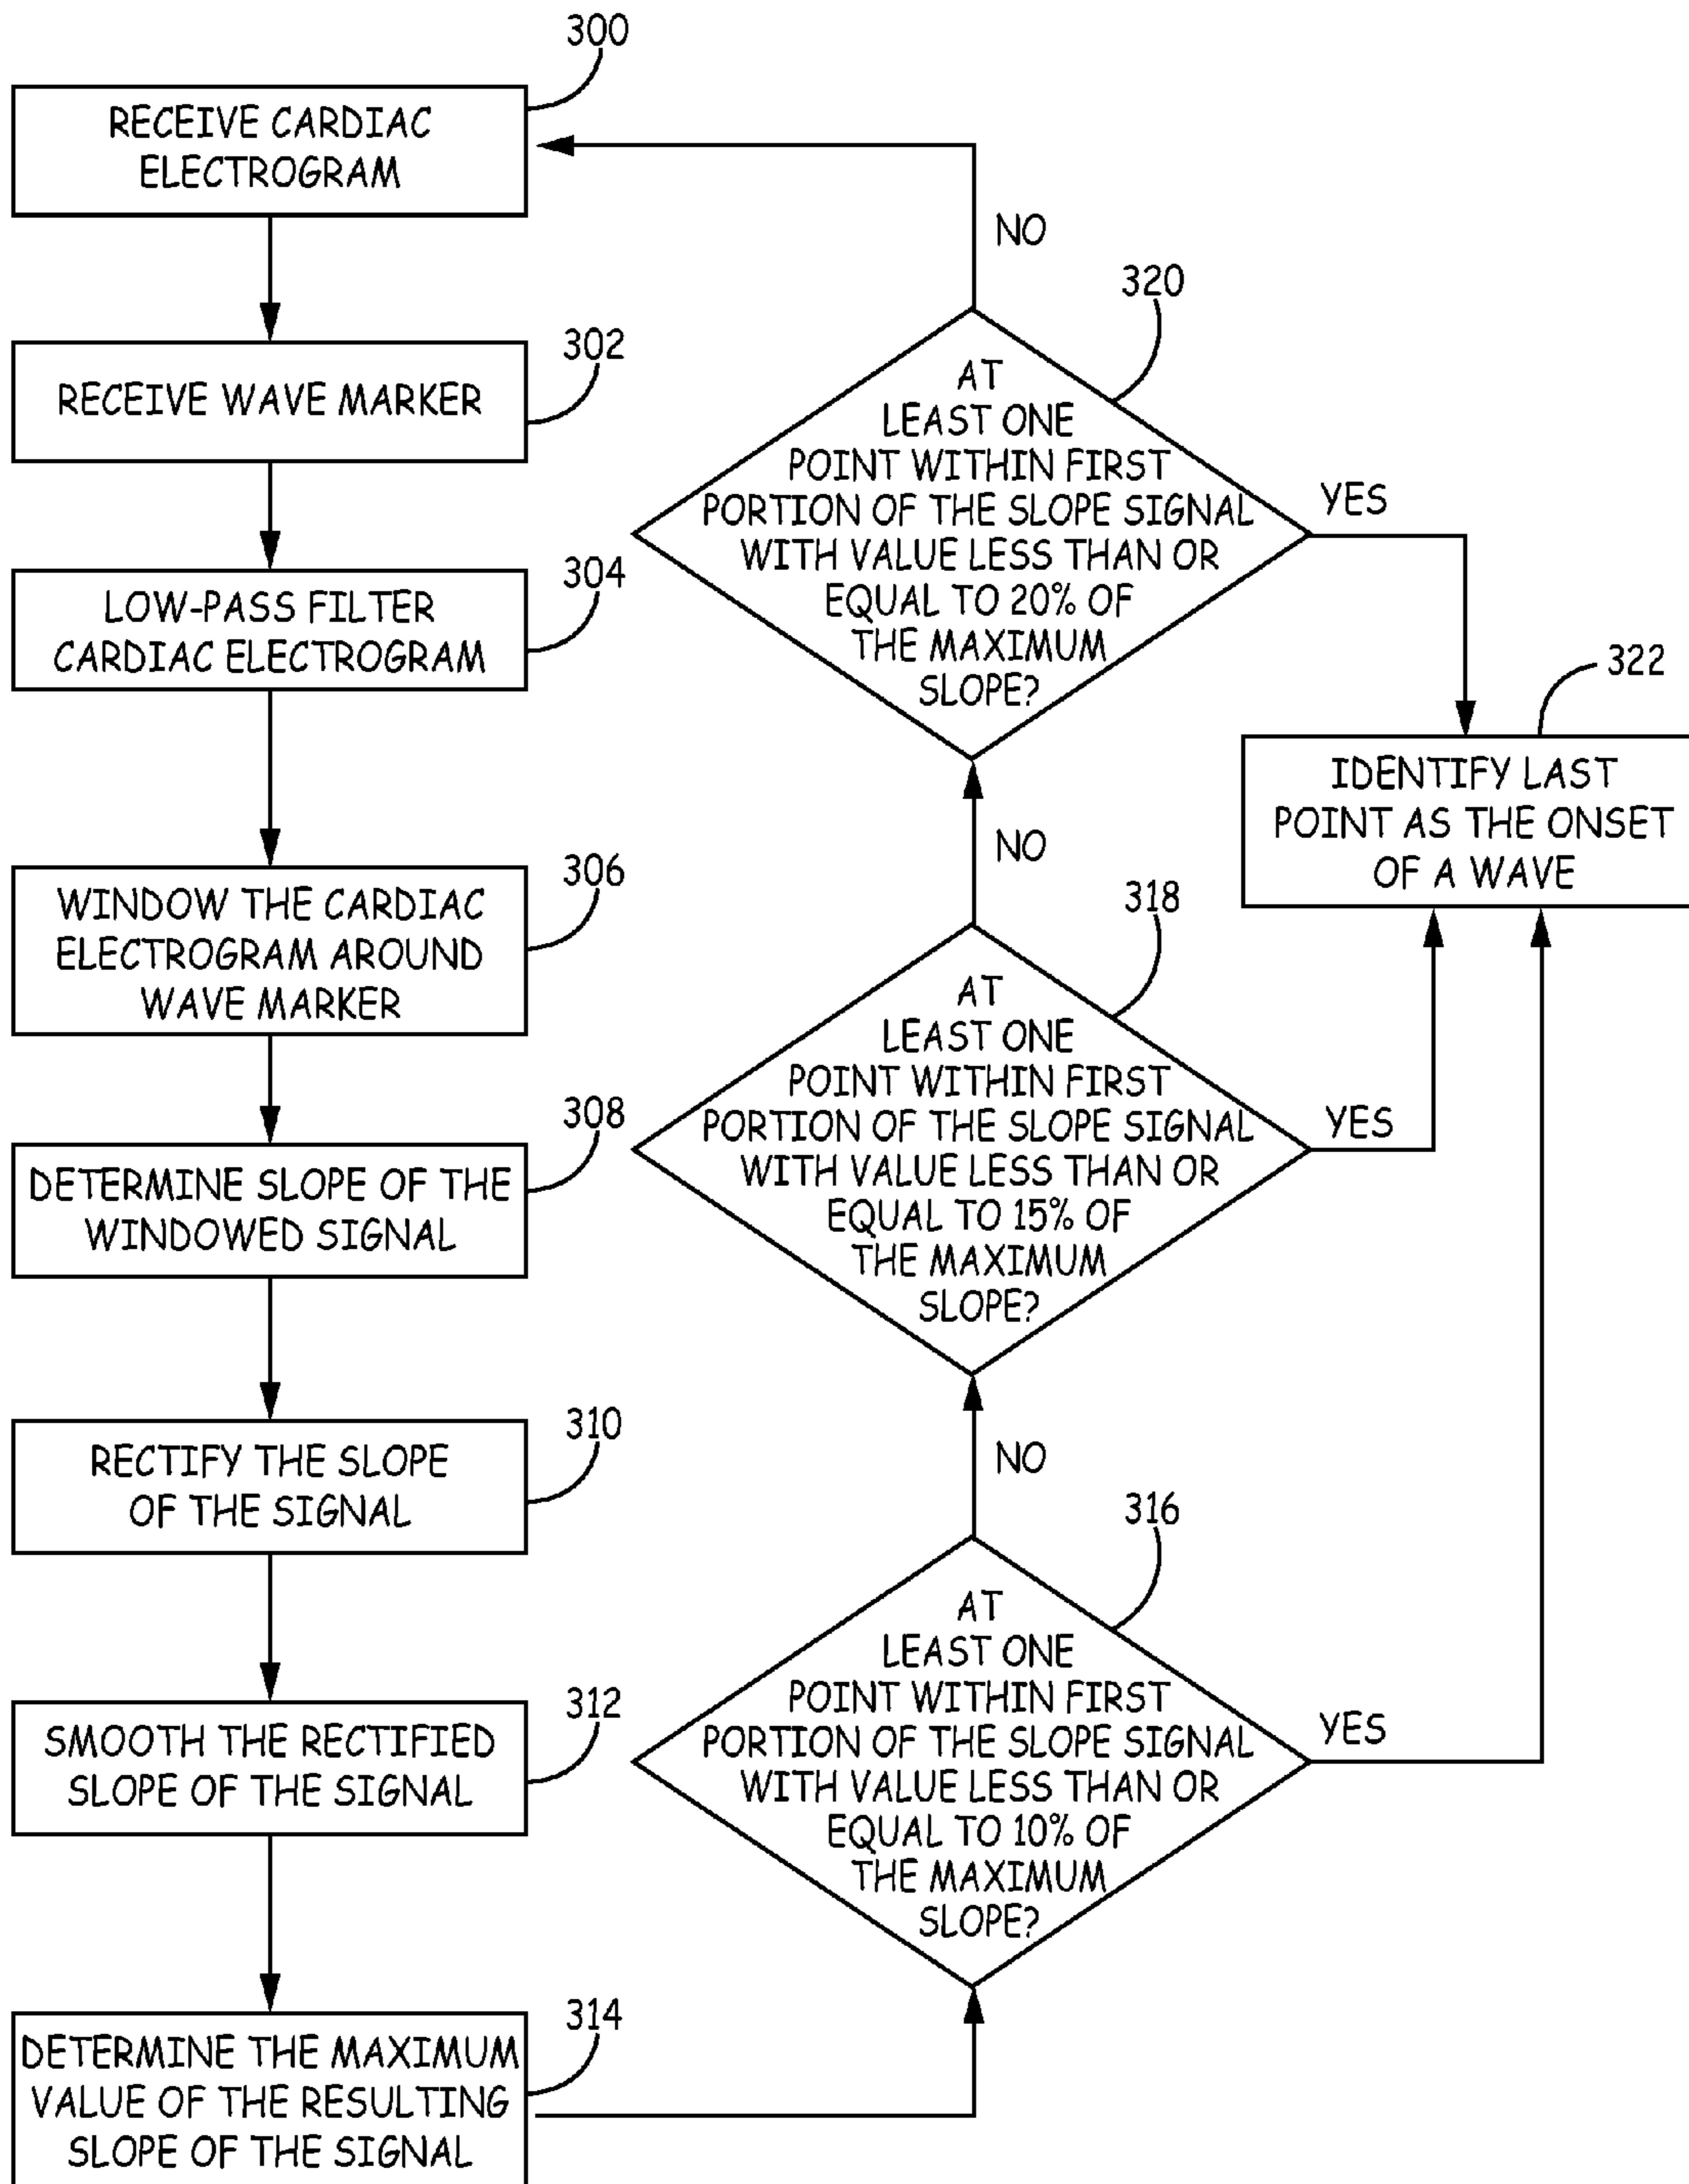 300
RECEIVE CARDIAC
ELECTROGRAM
302
RECEIVE WAVE MARKER
304
LOW-PASS FILTER
CARDIAC ELECTROGRAM
306
WINDOW THE CARDIAC
ELECTROGRAM AROUND
WAVE MARKER
308
DETERMINE SLOPE OF THE
WINDOWED SIGNAL
310
RECTIFY THE SLOPE
OF THE SIGNAL
312
SMOOTH THE RECTIFIED
SLOPE OF THE SIGNAL
314
DETERMINE THE MAXIMUM
VALUE OF THE RESULTING
SLOPE OF THE SIGNAL
316
AT
LEAST ONE
POINT WITHIN FIRST
PORTION OF THE SLOPE SIGNAL
WITH VALUE LESS THAN OR
EQUAL TO 10% OF
THE MAXIMUM
SLOPE?
YES
NO
318
AT
LEAST ONE
POINT WITHIN FIRST
PORTION OF THE SLOPE SIGNAL
WITH VALUE LESS THAN OR
EQUAL TO 15% OF
THE MAXIMUM
SLOPE?
YES
NO
320
AT
LEAST ONE
POINT WITHIN FIRST
PORTION OF THE SLOPE SIGNAL
WITH VALUE LESS THAN OR
EQUAL TO 20% OF
THE MAXIMUM
SLOPE?
YES
NO
322
IDENTIFY LAST
POINT AS THE ONSET
OF A WAVE